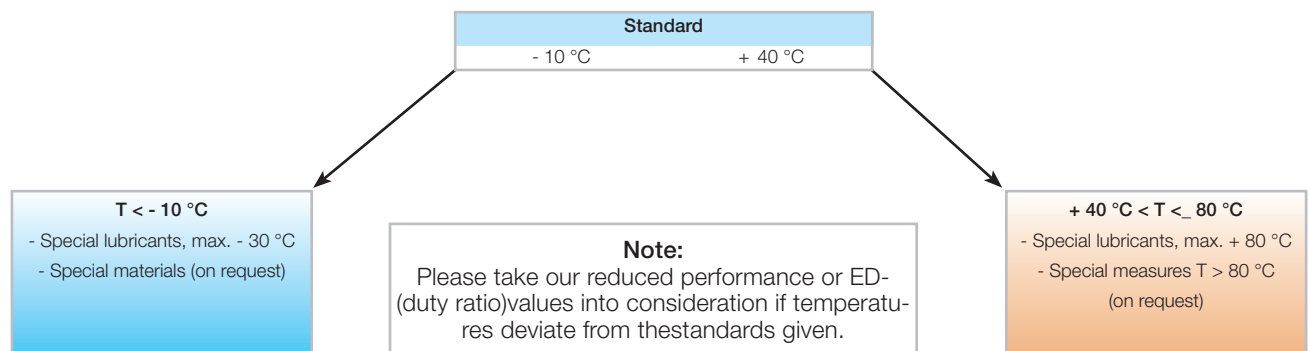 Standard
- 10 °C + 40 °C
T < - 10 °C
- Special lubricants, max. - 30 °C
- Special materials (on request)
Note:
Please take our reduced performance or ED-
(duty ratio)values into consideration if temperatu-
res deviate from thestandards given.
+ 40 °C < T <_ 80 °C
- Special lubricants, max. + 80 °C
- Special measures T > 80 °C
(on request)